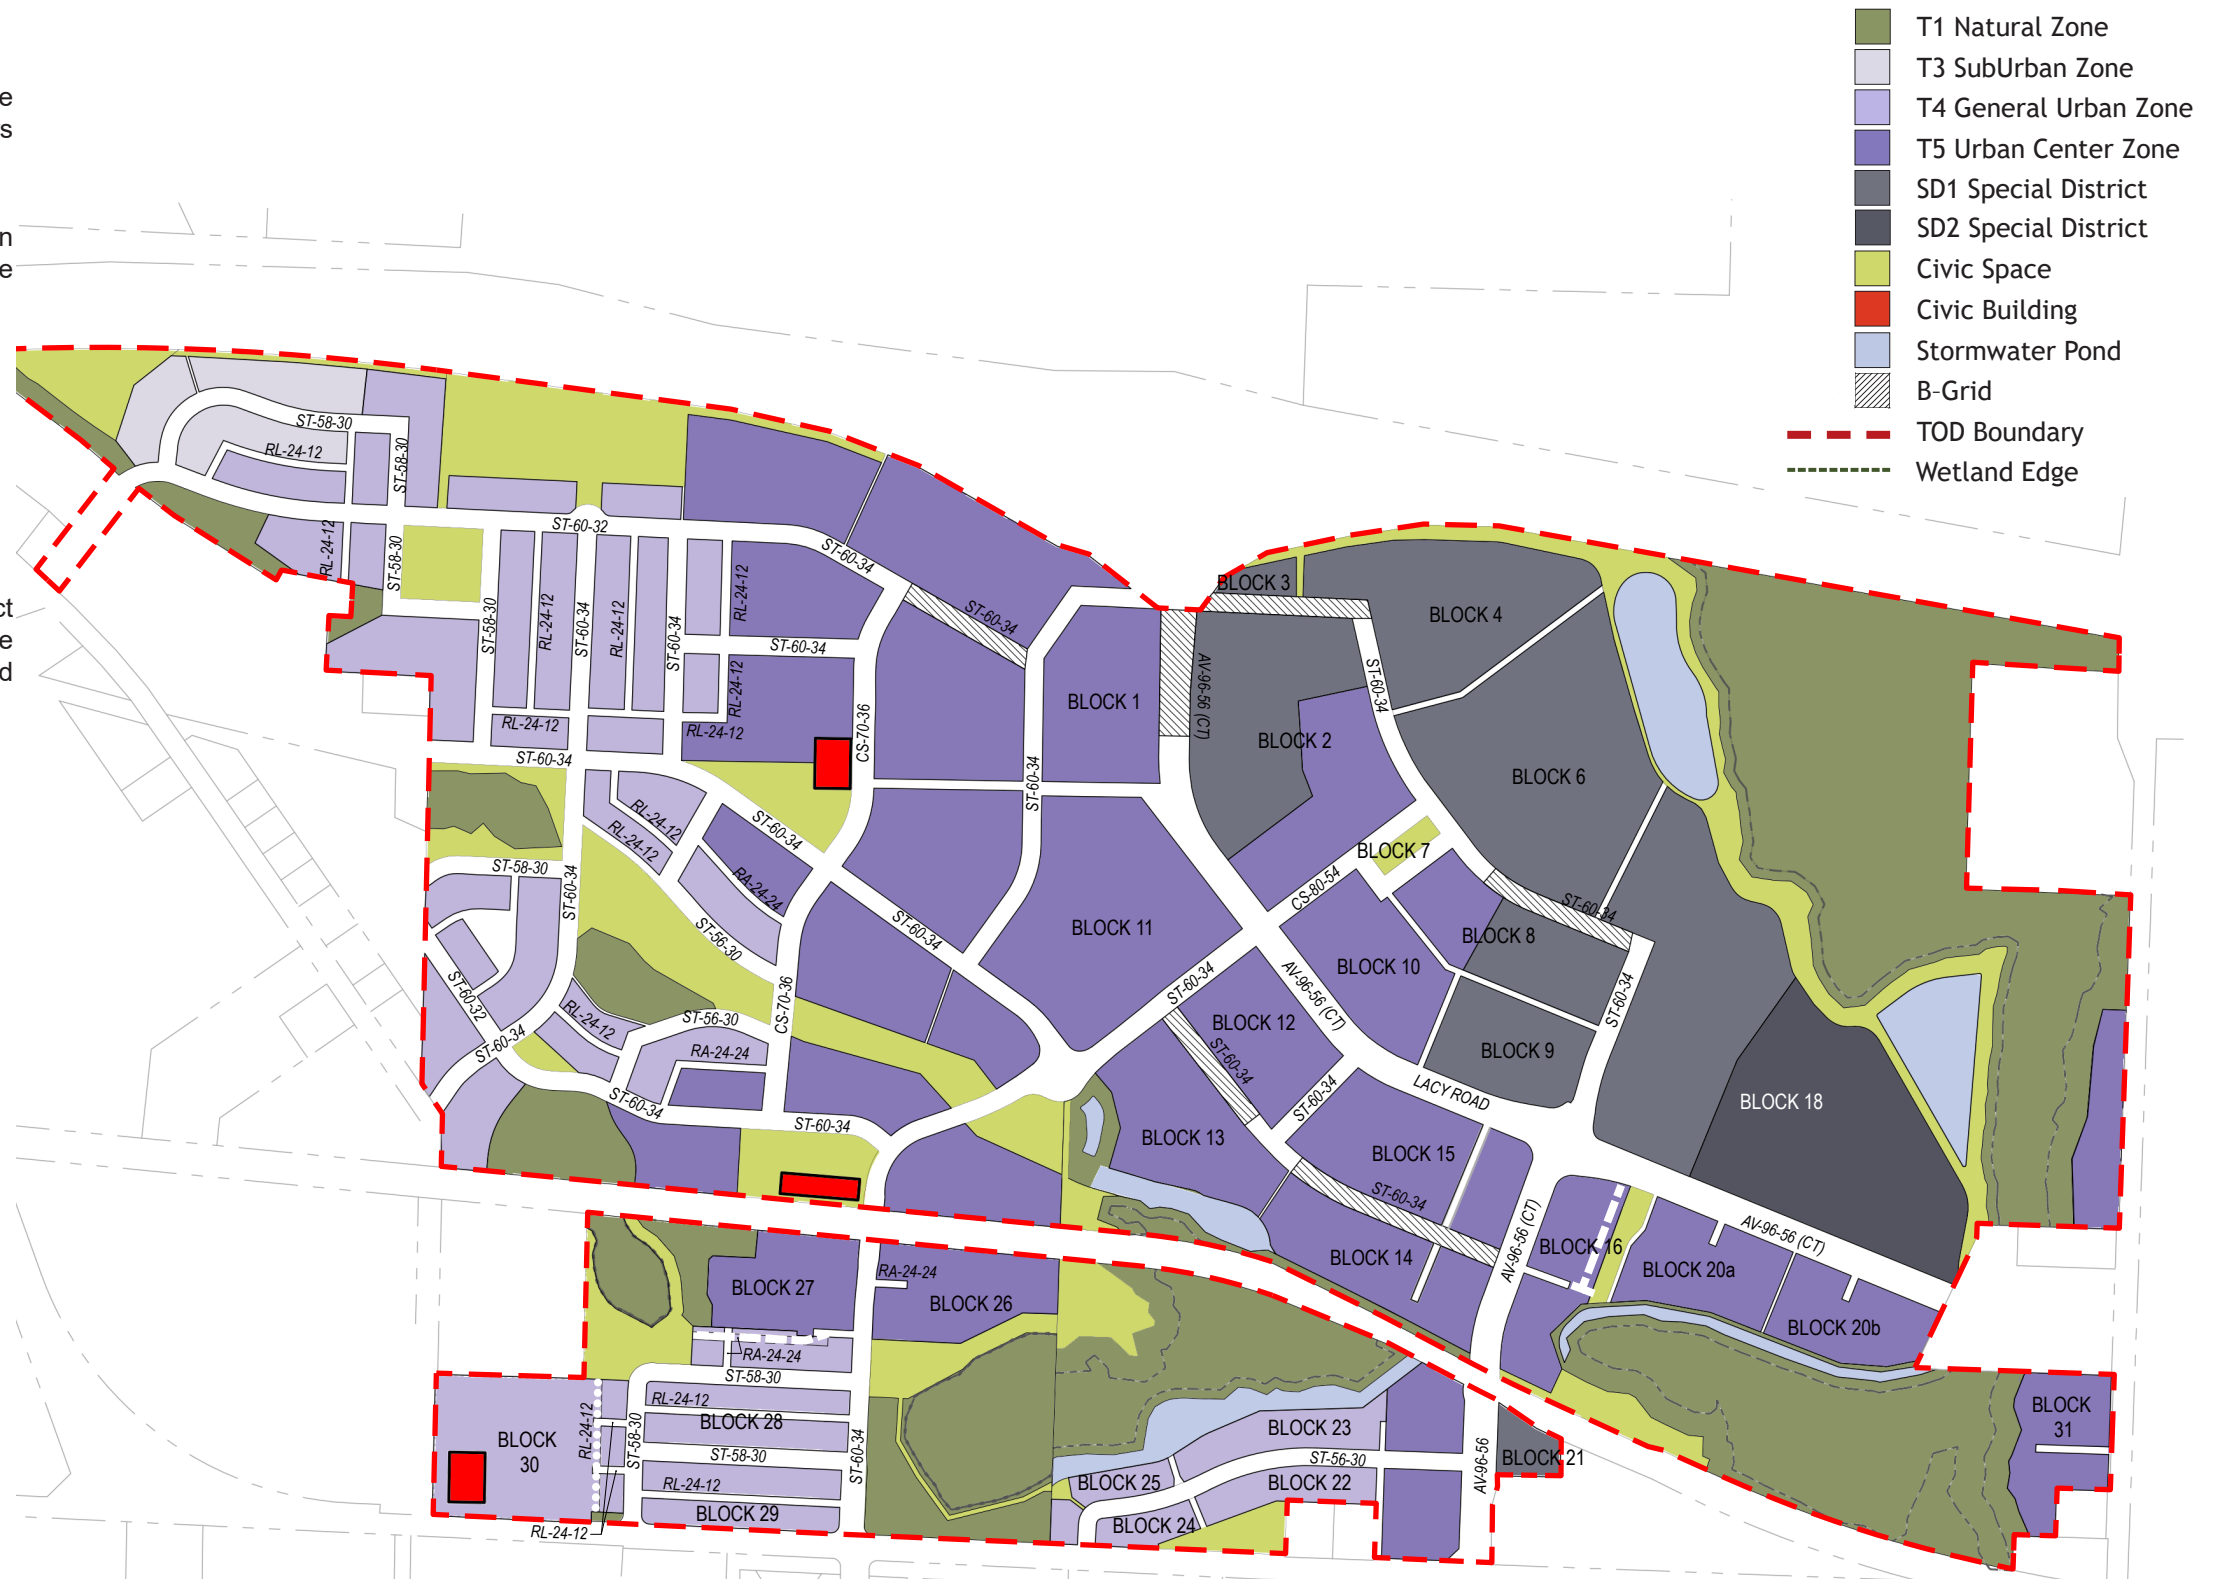 T1 Natural Zone
T3 SubUrban Zone
T4 General Urban Zone
T5 Urban Center Zone
SD1 Special District
SD2 Special District
Civic Space
Civic Building
Stormwater Pond
B-Grid
TOD Boundary
Wetland Edge
e
s
n
e
ct
e
d
ST-58-30
RL-24-12
ST-58-30
ST-60-32
RL-24-12
ST-58-30
ST-60-34
RL-24-12
BLOCK 3
BLOCK 4
ST-58-30
RL-24-12
ST-60-34
RL-24-12
ST-60-34
ST-60-34
ST-60-34
RL-24-12
RL-24-12
RL-24-12
ST-60-34
CS-70-36
BLOCK 1
AV-96-56 (CT)
ST-60-34
BLOCK 2
BLOCK 6
ST-60-34
RL-24-12
RL-24-12
ST-60-34
BLOCK 7
ST-58-30
ST-60-34
RA-24-24
CS-80-54
ST-60-34
ST-56-30
ST-60-34
BLOCK 11
BLOCK 8
BLOCK 10
ST-60-32
ST-60-34
RL-24-12
ST-56-30
CS-70-36
ST-60-34
AV-96-56 (CT)
ST-60-34
BLOCK 12
ST-60-34
BLOCK 9
RA-24-24
ST-60-34
ST-60-34
ST-60-34
LACY ROAD
BLOCK 18
BLOCK 13
BLOCK 15
ST-60-34
AV-96-56 (CT)
AV-96-56 (CT)
BLOCK 14
BLOCK 16
BLOCK 20a
BLOCK 20b
BLOCK 27
RA-24-24
BLOCK 26
RA-24-24
ST-58-30
RL-24-12
BLOCK 28
ST-58-30
RL-24-12
BLOCK 29
BLOCK
30
RL-24-12
ST-58-30
RL-24-12
ST-60-34
BLOCK 23
ST-56-30
BLOCK 25
BLOCK 22
BLOCK 24
AV-96-56
BLOCK 21
BLOCK
31